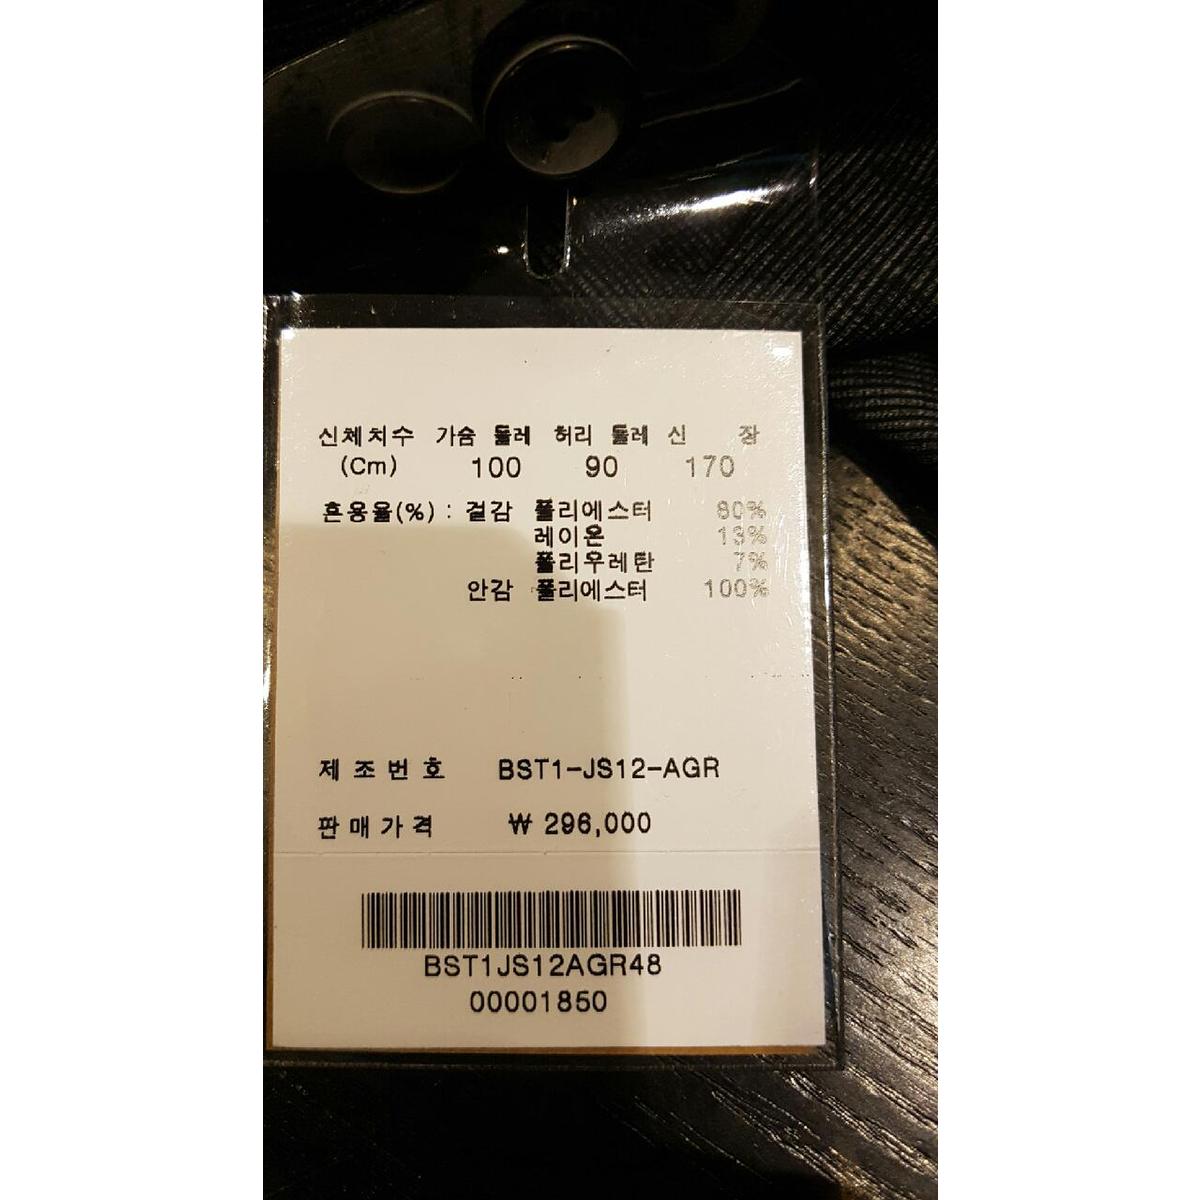 신체치수 가슴 둘레 허리 둘레 신 장
(Cm) 100 90 170
혼용율(%) : 겉감 폴리에스터 80%
레이온 13%
폴리우레탄 7%
안감 폴리에스터 100%
제조번호 BST1-JS12-AGR
판매가격 ₩ 296,000
BST1JS12AGR48
00001850